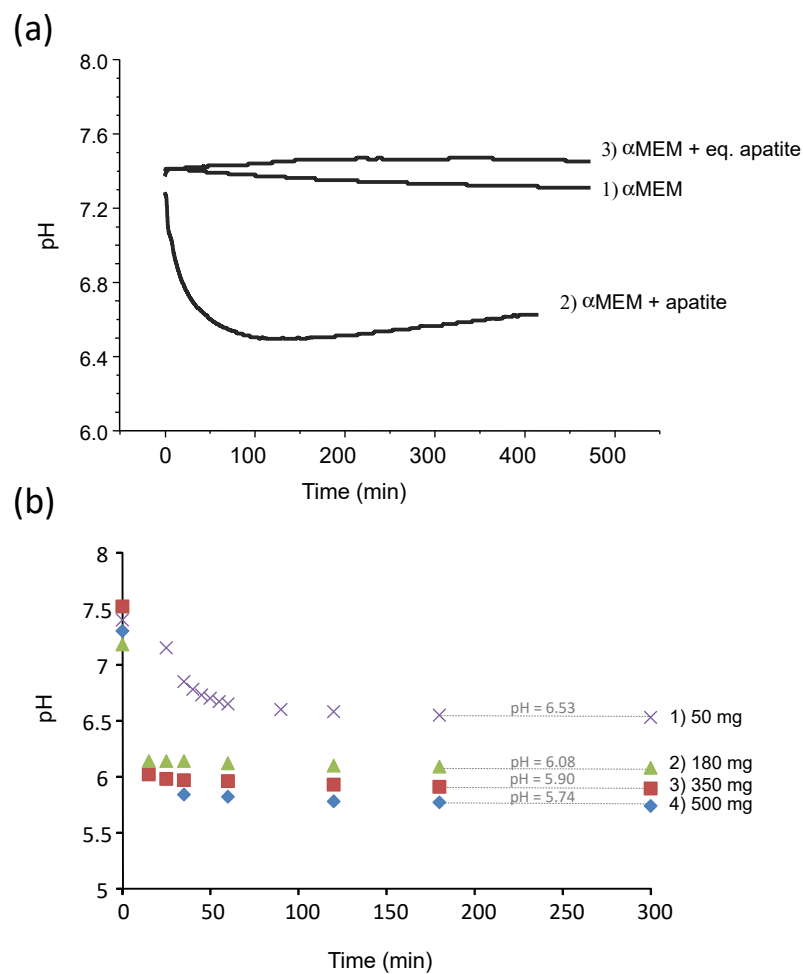 (a)
8.0
7.6
7.2
6.8
6.4
6.0
pH
3) αMEM + eq. apatite
1) αMEM
2) αMEM + apatite
0 100 200 300 400 500
Time (min)
(b)
8
7.5
7
6.5
6
5.5
5
pH
pH = 6.53
1) 50 mg
pH = 6.08
2) 180 mg
pH = 5.90
3) 350 mg
pH = 5.74
4) 500 mg
0 50 100 150 200 250 300
Time (min)